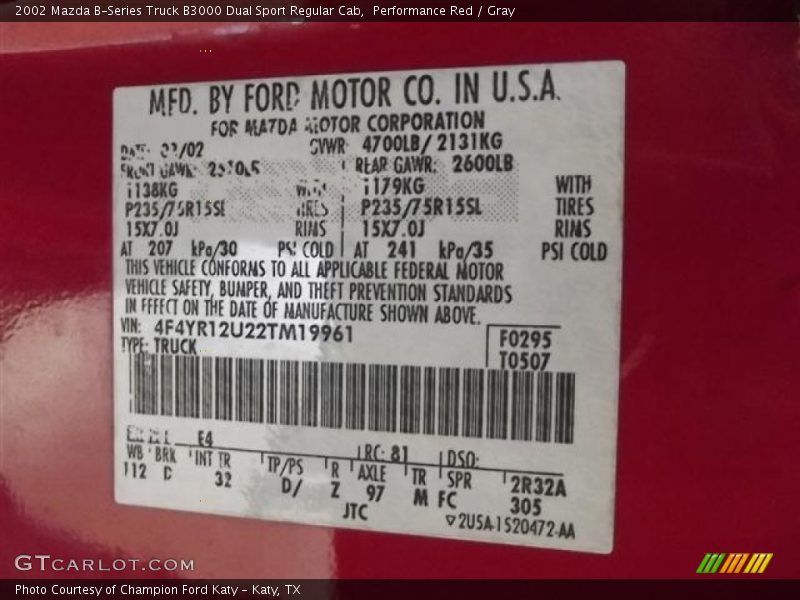 2002 Mazda B-Series Truck B3000 Dual Sport Regular Cab,  Performance Red / Gray
MFD. BY FORD MOTOR CO. IN U.S.A.
FOR MAZDA MOTOR CORPORATION
DATE: /02 GVWR 4700LB/ 2131KG
FRONT GAWR: REAR GAWR: 2600LB
1138KG WITH 1179KG WITH
P235/75R15SL TIRES P235/75R15SL TIRES
15X7.0J RIMS 15X7.0J RIMS
AT 207 kPa/30 PSI COLD AT 241 kPa/35 PSI COLD
THIS VEHICLE CONFORMS TO ALL APPLICABLE FEDERAL MOTOR
VEHICLE SAFETY, BUMPER, AND THEFT PREVENTION STANDARDS
IN EFFECT ON THE DATE OF MANUFACTURE SHOWN ABOVE.
VIN: 4F4YR12U22TM19961
F0295
TYPE: TRUCK
T0507
E4
RC: 81 DSO:
WB BRK INT TR TP/PS R AXLE TR SPR 2R32A
112 D 32 D/ Z 97 M FC 305
JTC
2U5A-1520472-AA
GTCARLOT.COM
Photo Courtesy of Champion Ford Katy - Katy, TX